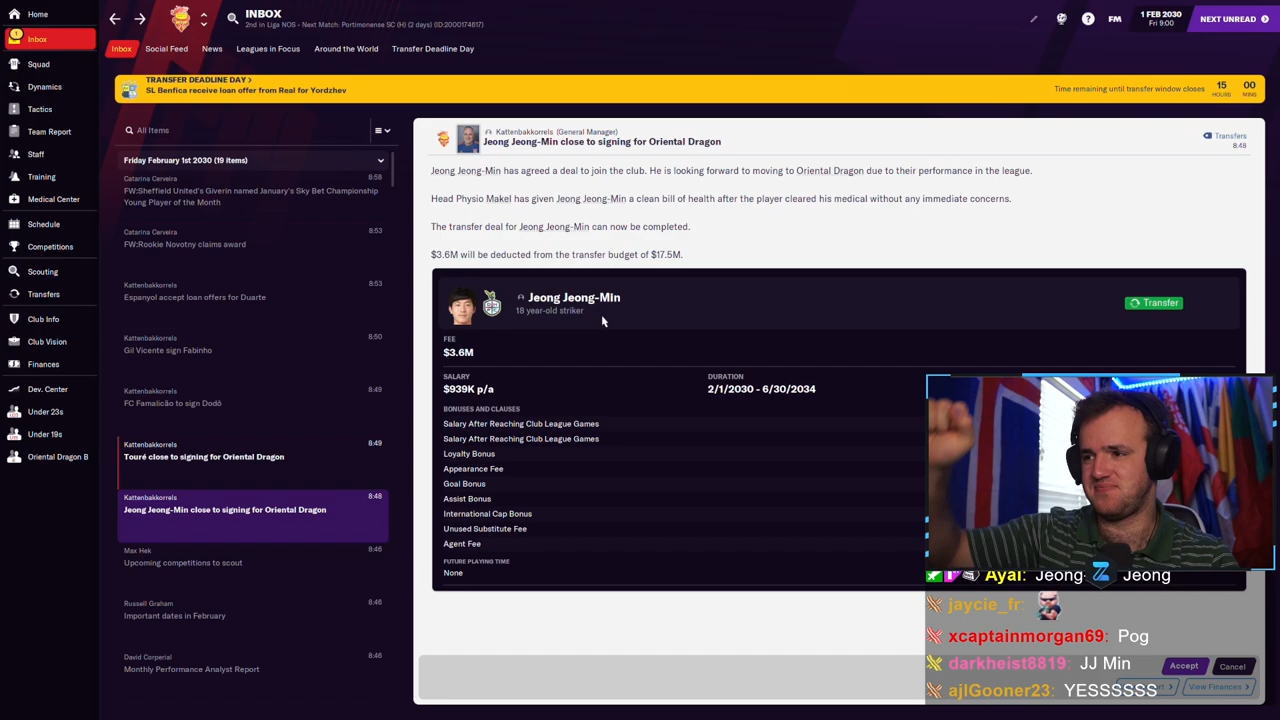 Home
INBOX
2nd in Liga NOS - Next Match: Portimonense SC (H) (2 days) (ID:2000174617)
FM
1 FEB 2030
Fri 9:00
NEXT UNREAD
1
Inbox
Inbox
Social Feed
News
Leagues in Focus
Around the World
Transfer Deadline Day
Squad
Dynamics
Tactics
Team Report
Staff
Training
Medical Center
Schedule
Competitions
Scouting
Transfers
Club Info
Club Vision
Finances
Dev. Center
Under 23s
Under 19s
Oriental Dragon B
TRANSFER DEADLINE DAY >
SL Benfica receive loan offer from Real for Yordzhev
Time remaining until transfer window closes
15
HOURS
00
MINS
All Items
Friday February 1st 2030 (19 items)
Catarina Cerveira
8:58
FW:Sheffield United's Giverin named January's Sky Bet Championship
Young Player of the Month
Catarina Cerveira
8:53
FW:Rookie Novotny claims award
Kattenbakkorrels
8:53
Espanyol accept loan offers for Duarte
Kattenbakkorrels
8:50
Gil Vicente sign Fabinho
Kattenbakkorrels
8:49
FC Famalicão to sign Dodô
Kattenbakkorrels
8:49
Touré close to signing for Oriental Dragon
Kattenbakkorrels
8:48
Jeong Jeong-Min close to signing for Oriental Dragon
Max Hek
8:46
Upcoming competitions to scout
Russell Graham
8:46
Important dates in February
David Corperial
8:46
Monthly Performance Analyst Report
Kattenbakkorrels (General Manager)
Jeong Jeong-Min close to signing for Oriental Dragon
Transfers
8:48
Jeong Jeong-Min has agreed a deal to join the club. He is looking forward to moving to Oriental Dragon due to their performance in the league.
Head Physio Makel has given Jeong Jeong-Min a clean bill of health after the player cleared his medical without any immediate concerns.
The transfer deal for Jeong Jeong-Min can now be completed.
$3.6M will be deducted from the transfer budget of $17.5M.
Jeong Jeong-Min
18 year-old striker
Transfer
FEE
$3.6M
SALARY
$939K p/a
DURATION
2/1/2030 - 6/30/2034
BONUSES AND CLAUSES
Salary After Reaching Club League Games
Salary After Reaching Club League Games
Loyalty Bonus
Appearance Fee
Goal Bonus
Assist Bonus
International Cap Bonus
Unused Substitute Fee
Agent Fee
FUTURE PLAYING TIME
None
Ayai: Jeong Jeong
jaycie_fr:
xcaptainmorgan69: Pog
darkheist8819: JJ Min
ajlGooner23: YESSSSSS
Accept
Cancel
View Finances >